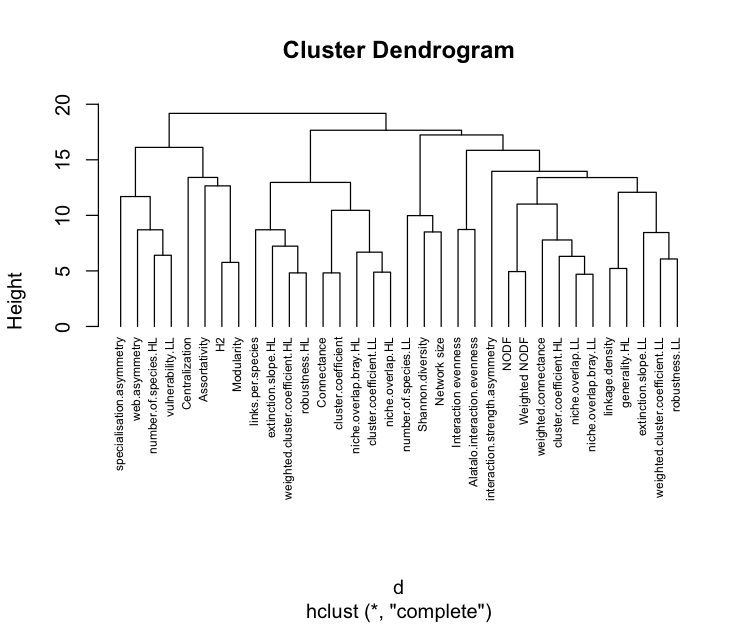 Cluster Dendrogram
Height
0
5
10
15
20
specialisation.asymmetry
web.asymmetry
number.of.species.HL
vulnerability.LL
Centralization
Assortativity
H2
Modularity
links.per.species
extinction.slope.HL
weighted.cluster.coefficient.HL
robustness.HL
Connectance
cluster.coefficient
niche.overlap.bray.HL
cluster.coefficient.LL
niche.overlap.HL
number.of.species.LL
Shannon.diversity
Network size
Interaction evenness
Alatalo.interaction.evenness
interaction.strength.asymmetry
NODF
Weighted NODF
weighted.connectance
cluster.coefficient.HL
niche.overlap.LL
niche.overlap.bray.LL
linkage.density
generality.HL
extinction.slope.LL
weighted.cluster.coefficient.LL
robustness.LL
d
hclust (*, "complete")